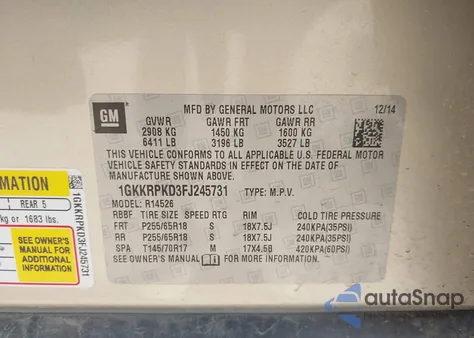 MFD BY GENERAL MOTORS LLC 12/14
GM
GVWR GAWR FRT GAWR RR
2908 KG 1450 KG 1600 KG
6411 LB 3196 LB 3527 LB
THIS VEHICLE CONFORMS TO ALL APPLICABLE U.S. FEDERAL MOTOR
VEHICLE SAFETY STANDARDS IN EFFECT ON THE DATE OF
MANUFACTURE SHOWN ABOVE.
1GKKRPKD3FJ245731 TYPE: M.P.V.
MODEL: R14526
RBBF TIRE SIZE SPEED RTG RIM COLD TIRE PRESSURE
FRT P255/65R18 S 18X7.5J 240KPA(35PSI)
RR P255/65R18 S 18X7.5J 240KPA(35PSI)
SPA T145/70R17 M 17X4.5B 420KPA(60PSI)
SEE OWNER'S MANUAL FOR MORE INFORMATION.
MATION
REAR 5
kg or 1683 lbs.
SEE OWNER'S
MANUAL FOR
ADDITIONAL
INFORMATION
1GKKRPKD3FJ245731
autoSnap